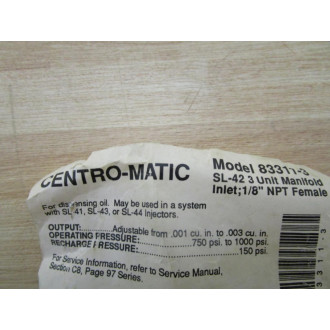 CENTRO-MATIC
Model 83311-3
SL-42 3 Unit Manifold
Inlet;1/8" NPT Female
For dispensing oil. May be used in a system
with SL-41, SL-43, or SL-44 Injectors.
OUTPUT: Adjustable from .001 cu. in. to .003 cu. in.
OPERATING PRESSURE: 750 psi to 1000 psi
RECHARGE PRESSURE: 150 psi
For Service Information, refer to Service Manual,
Section C8, Page 97 Series.
3311-3